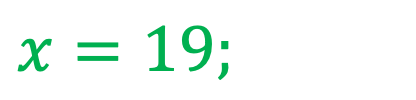 x = 19;